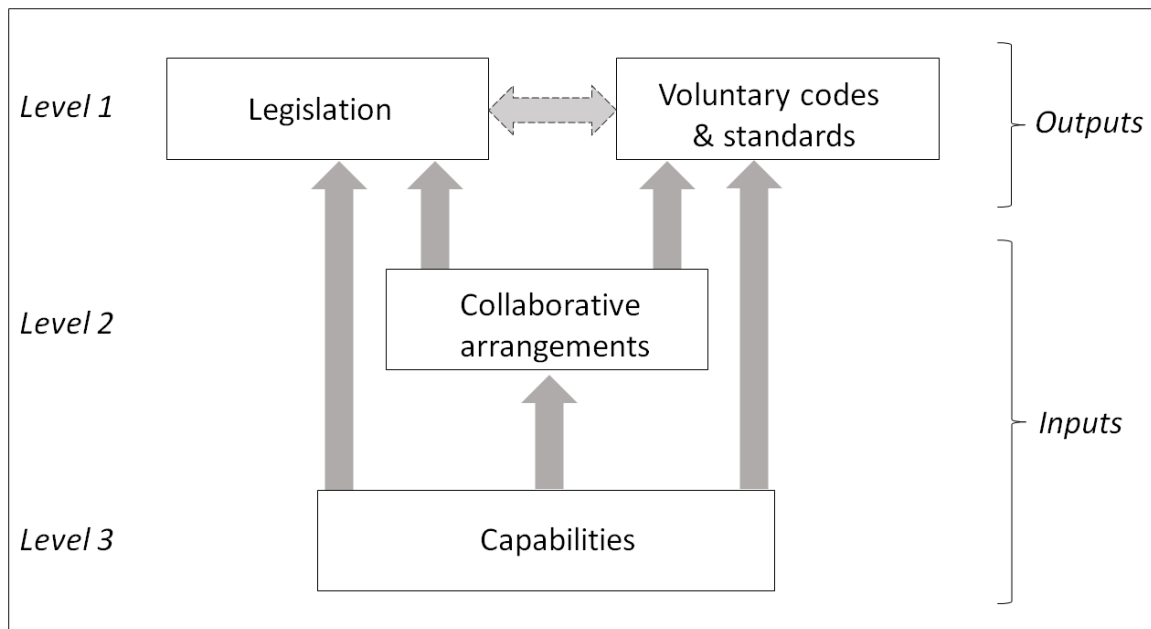 Level 1
Legislation
Voluntary codes
& standards
Outputs
Level 2
Collaborative
arrangements
Inputs
Level 3
Capabilities